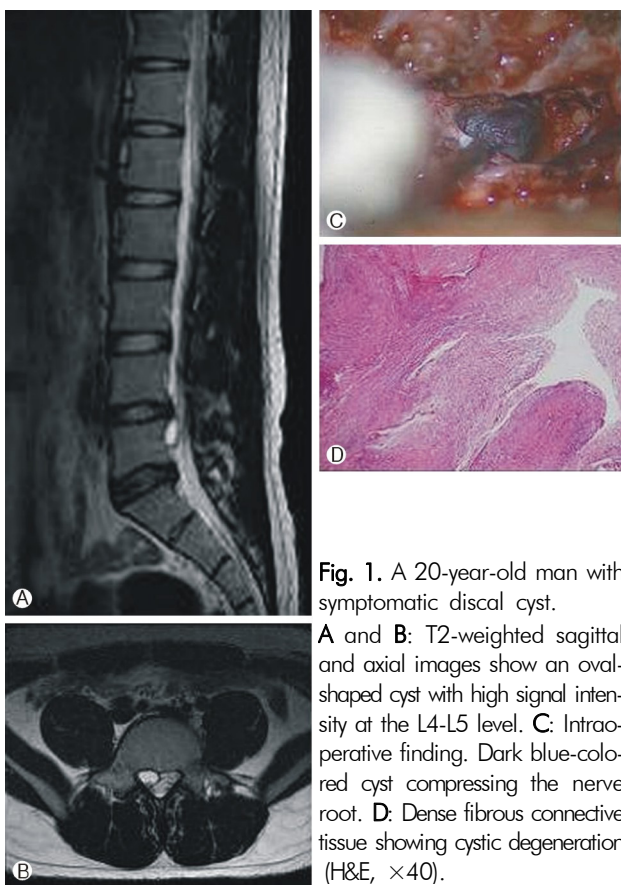 A
B
C
D
Fig. 1. A 20-year-old man with
symptomatic discal cyst.
A and B: T2-weighted sagittal
and axial images show an oval-
shaped cyst with high signal inten-
sity at the L4-L5 level. C: Intrao-
perative finding. Dark blue-colo-
red cyst compressing the nerve
root. D: Dense fibrous connective
tissue showing cystic degeneration
(H&E, ×40).